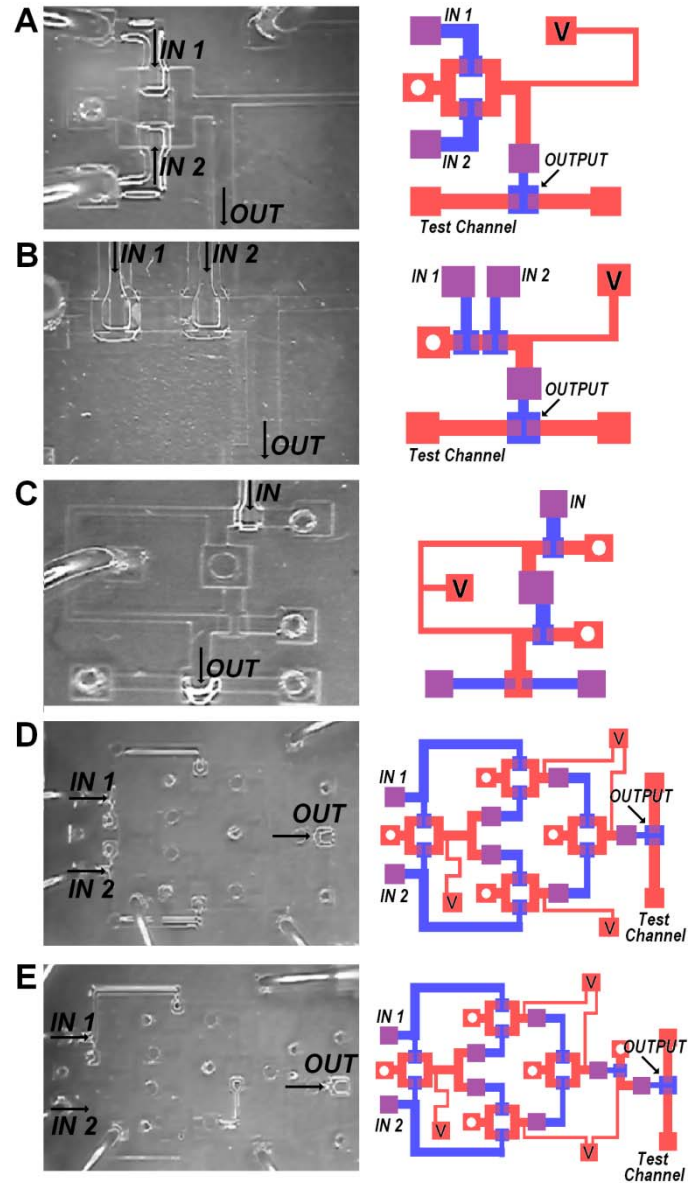 A
IN 1
IN 2
OUT
IN 1
V
IN 2
OUTPUT
Test Channel
B
IN 1
IN 2
OUT
IN 1
IN 2
V
OUTPUT
Test Channel
C
IN
OUT
IN
V
D
IN 1
IN 2
OUT
IN 1
V
OUTPUT
IN 2
V
V
Test
Channel
E
IN 1
IN 2
OUT
IN 1
V
OUTPUT
IN 2
V
V
Test
Channel